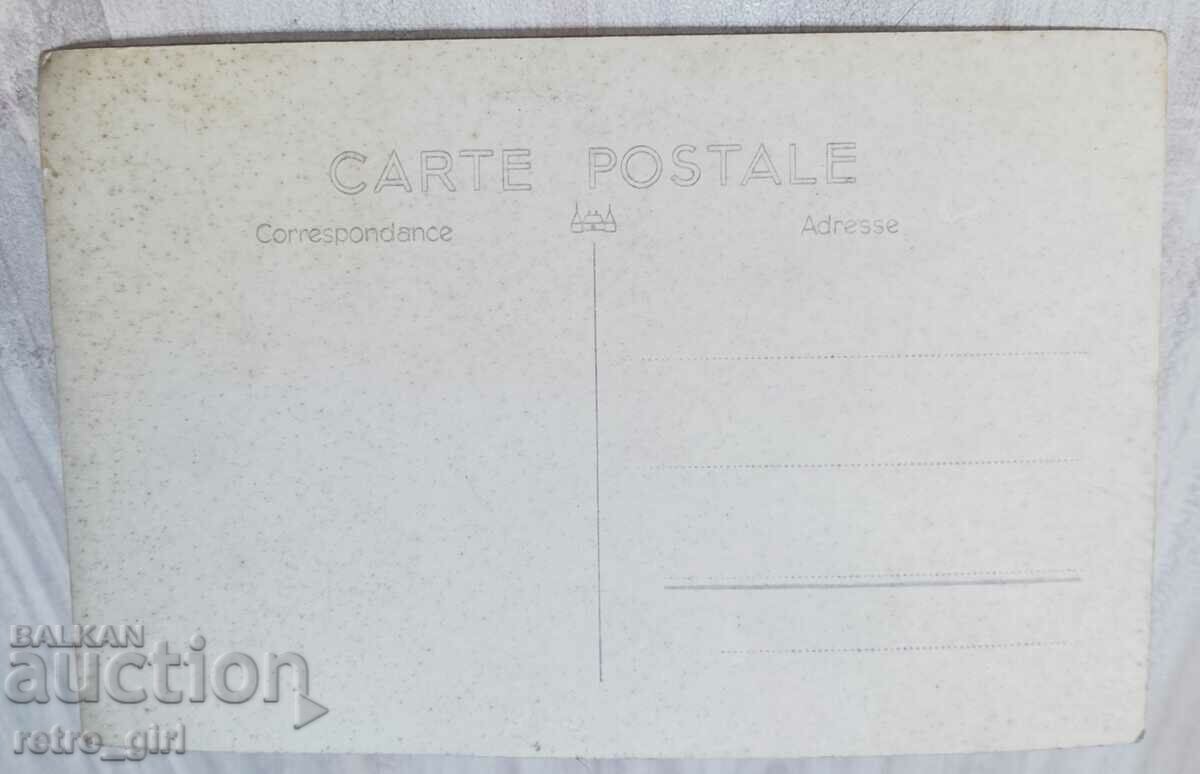 CARTE POSTALE
Correspondance
Adresse
BALKAN
auction
retro_girl